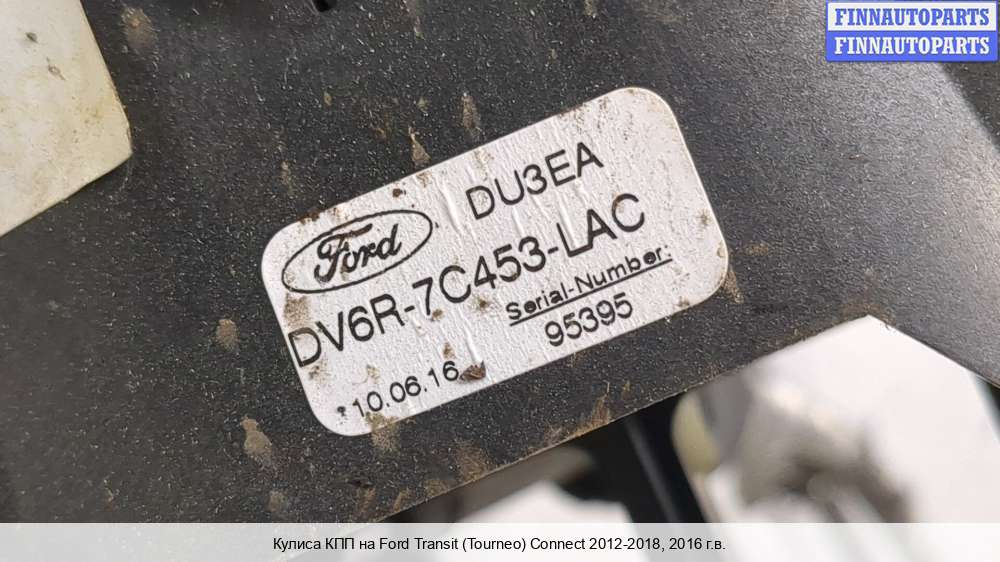 FINNAUTOPARTS
FINNAUTOPARTS
DU3EA
Ford
DV6R-7C453-LAC
Serial-Number:
95395
10.06.16
Кулиса КПП на Ford Transit (Tourneo) Connect 2012-2018, 2016 г.в.